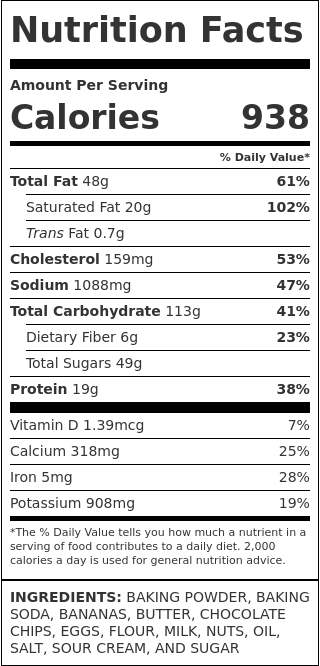 Nutrition Facts
Amount Per Serving
Calories 938
% Daily Value*
Total Fat 48g 61%
Saturated Fat 20g 102%
Trans Fat 0.7g
Cholesterol 159mg 53%
Sodium 1088mg 47%
Total Carbohydrate 113g 41%
Dietary Fiber 6g 23%
Total Sugars 49g
Protein 19g 38%
Vitamin D 1.39mcg 7%
Calcium 318mg 25%
Iron 5mg 28%
Potassium 908mg 19%
*The % Daily Value tells you how much a nutrient in a
serving of food contributes to a daily diet. 2,000
calories a day is used for general nutrition advice.
INGREDIENTS: BAKING POWDER, BAKING
SODA, BANANAS, BUTTER, CHOCOLATE
CHIPS, EGGS, FLOUR, MILK, NUTS, OIL,
SALT, SOUR CREAM, AND SUGAR